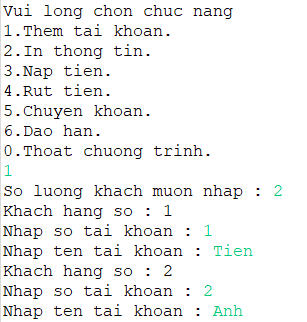 Vui long chon chuc nang
1.Them tai khoan.
2.In thong tin.
3.Nap tien.
4.Rut tien.
5.Chuyen khoan.
6.Dao han.
0.Thoat chuong trinh.
1
So luong khach muon nhap : 2
Khach hang so : 1
Nhap so tai khoan : 1
Nhap ten tai khoan : Tien
Khach hang so : 2
Nhap so tai khoan : 2
Nhap ten tai khoan : Anh